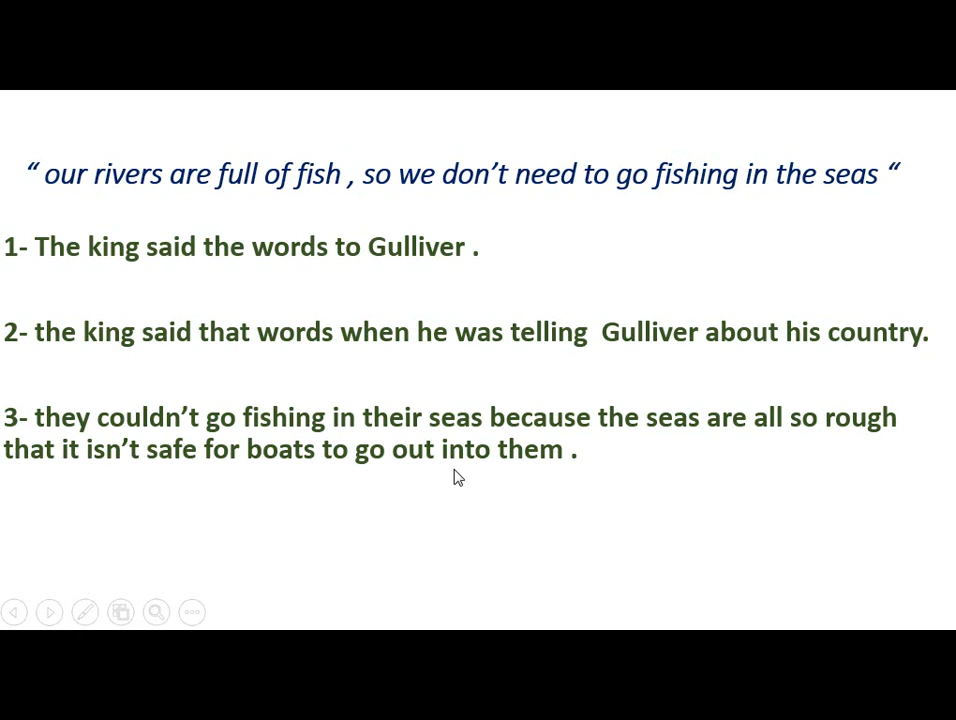 “ our rivers are full of fish , so we don’t need to go fishing in the seas “
1- The king said the words to Gulliver .
2- the king said that words when he was telling Gulliver about his country.
3- they couldn’t go fishing in their seas because the seas are all so rough
that it isn’t safe for boats to go out into them .